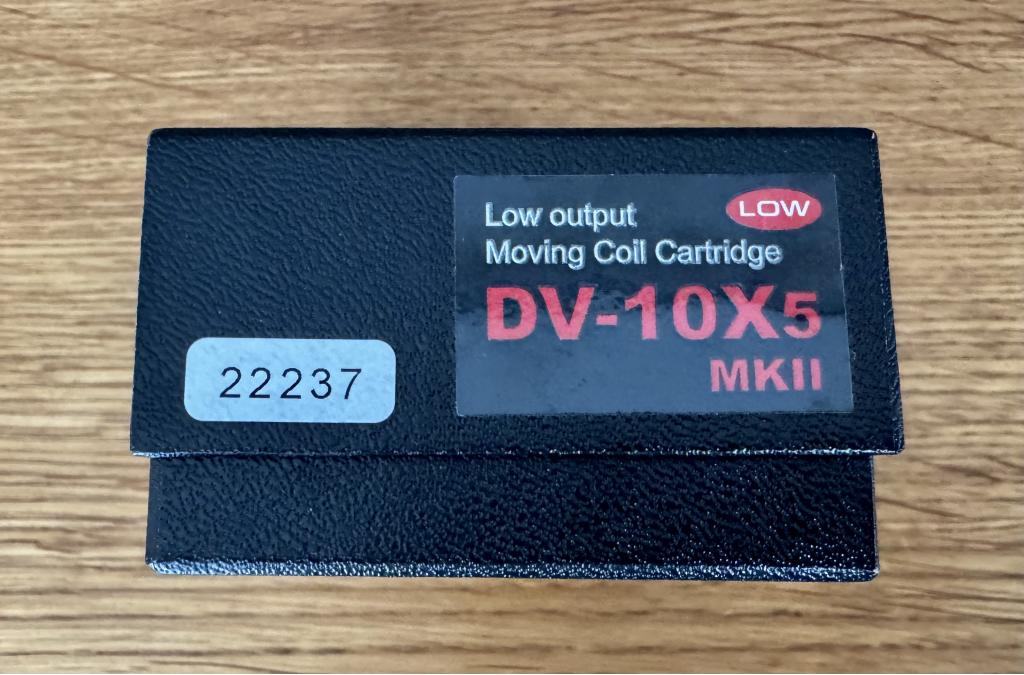 LOW
Low output
Moving Coil Cartridge
DV-10X5
MKII
22237